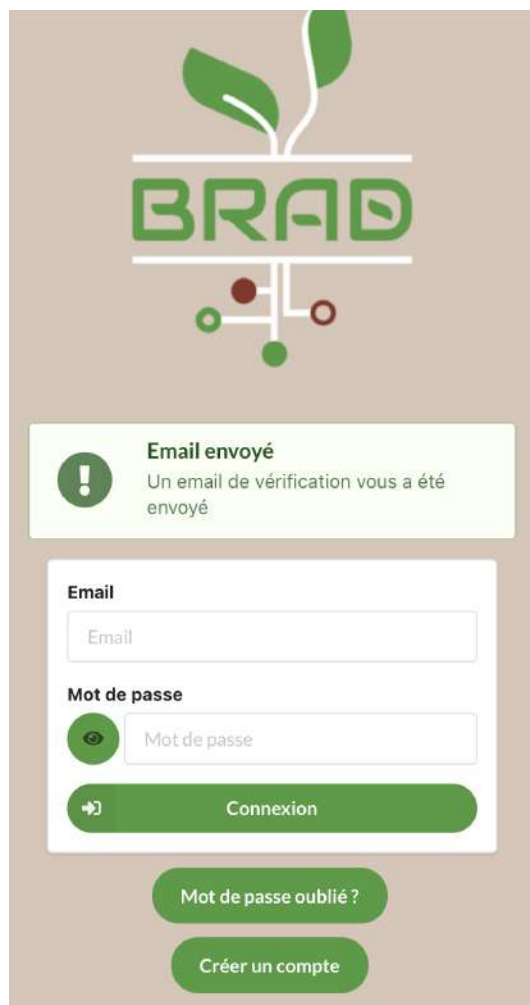 BRAD
Email envoyé
Un email de vérification vous a été
envoyé
Email
Email
Mot de passe
Mot de passe
Connexion
Mot de passe oublié ?
Créer un compte